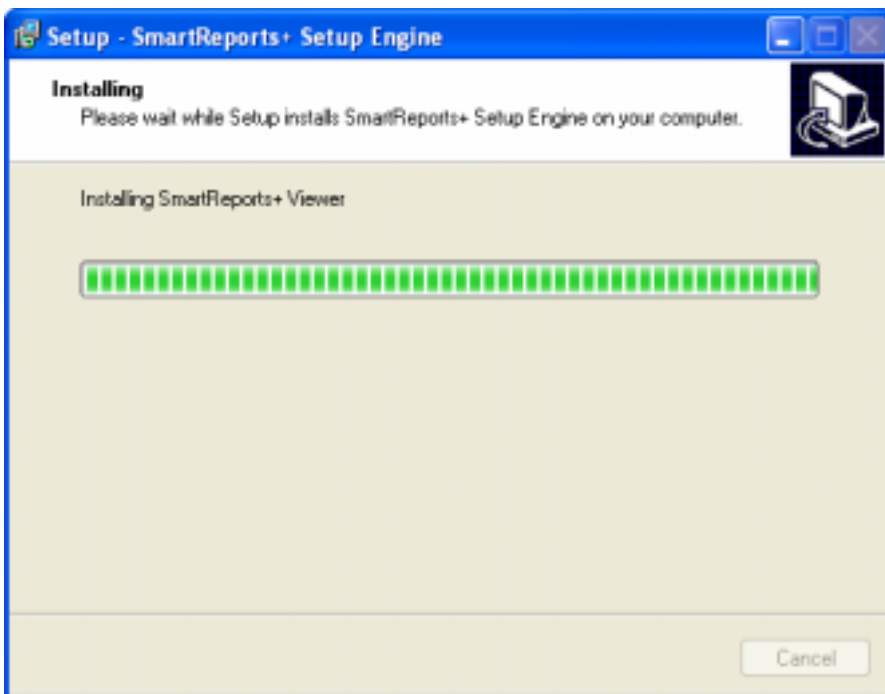 Setup - SmartReports+ Setup Engine
Installing
Please wait while Setup installs SmartReports+ Setup Engine on your computer.
Installing SmartReports+ Viewer
Cancel